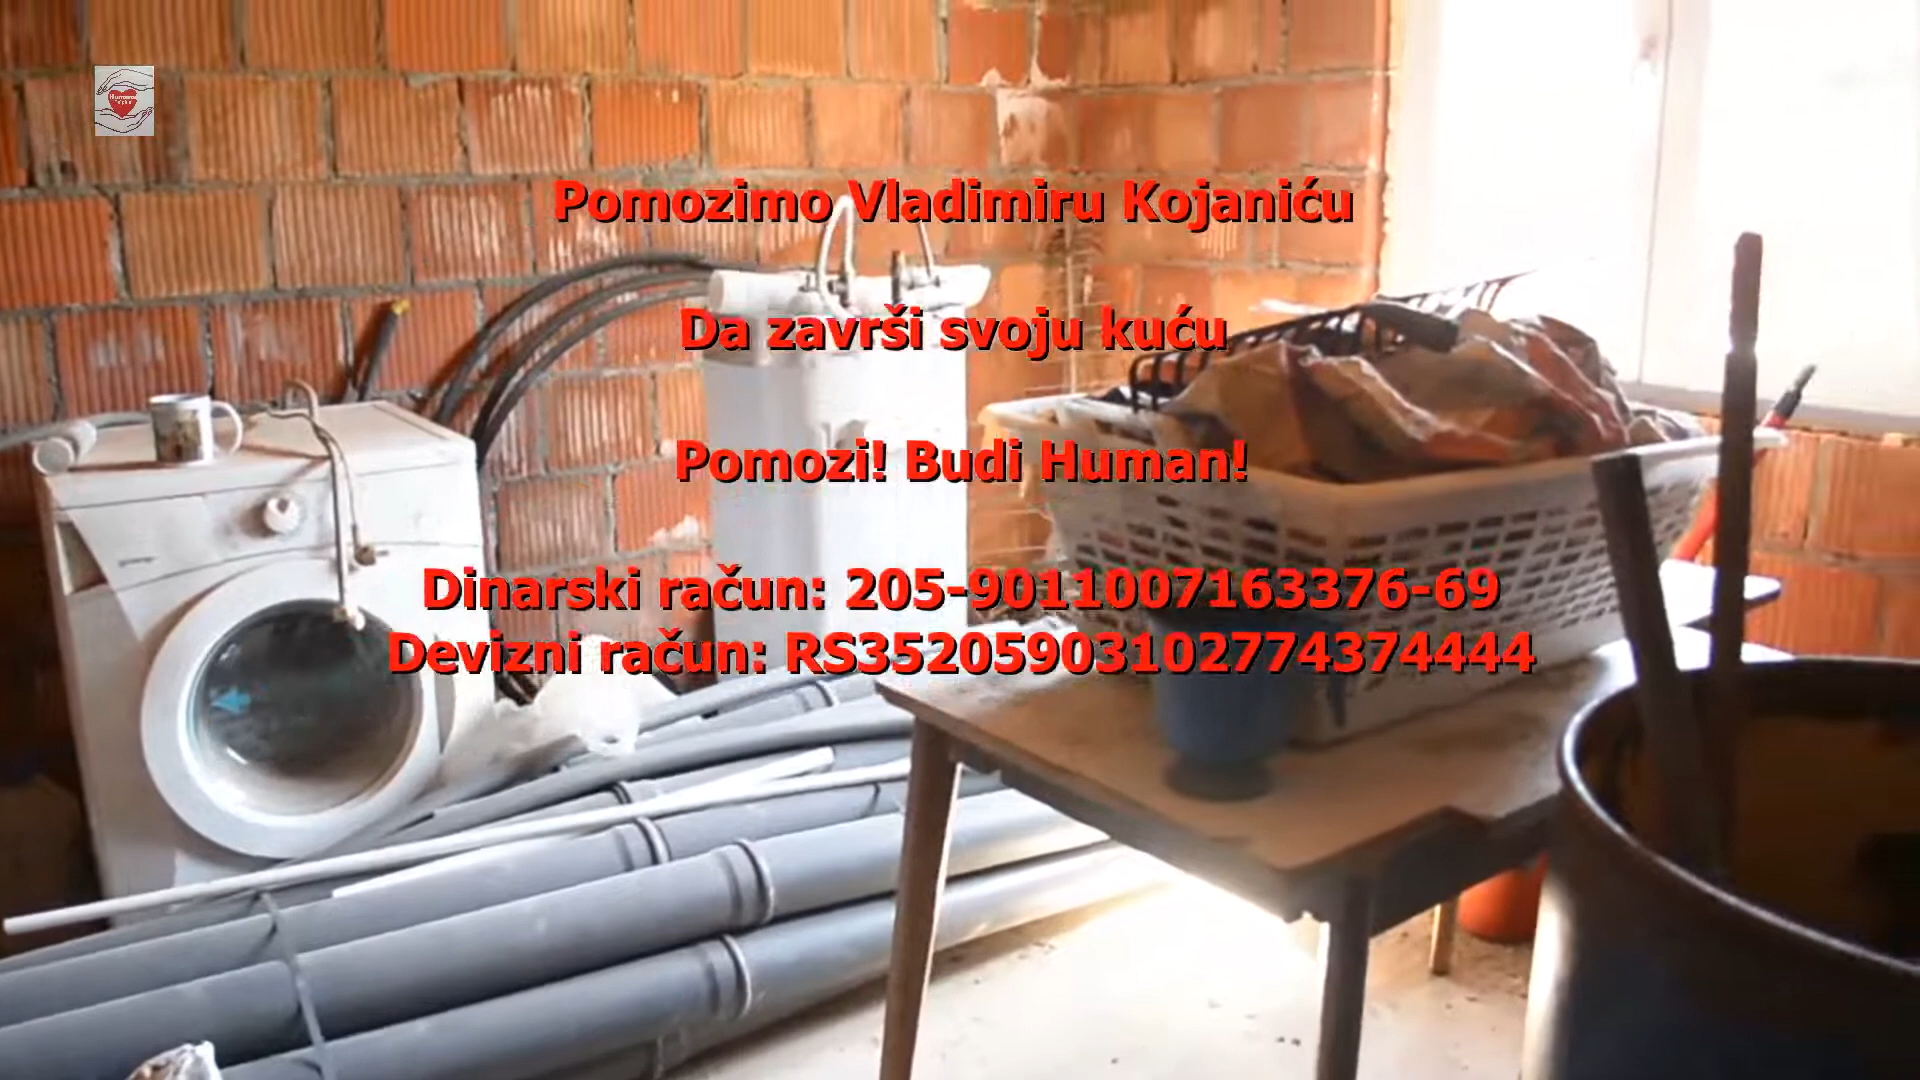 Pomozimo Vladimiru Kojaniću
Da završi svoju kuću
Pomozi! Budi Human!
Dinarski račun: 205-9011007163376-69
Devizni račun: RS35205903102774374444